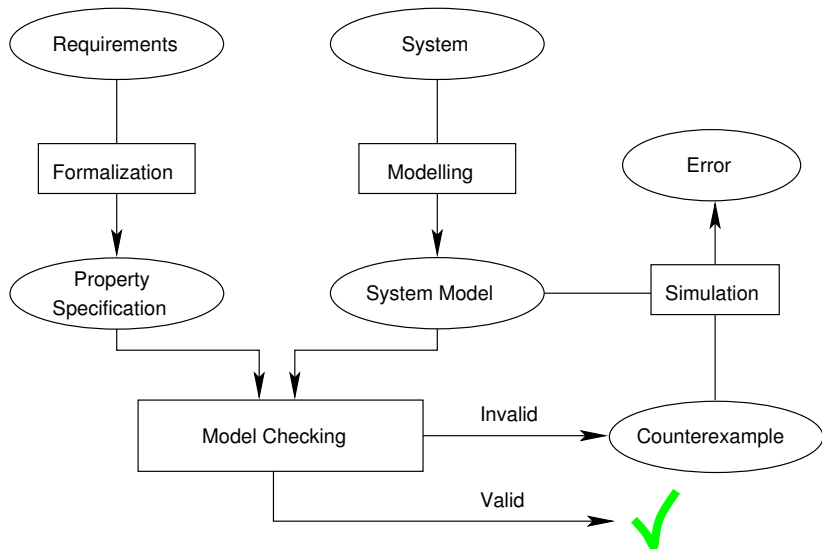 Requirements
System
Formalization
Modelling
Error
Property
Specification
System Model
Simulation
Model Checking
Invalid
Counterexample
Valid